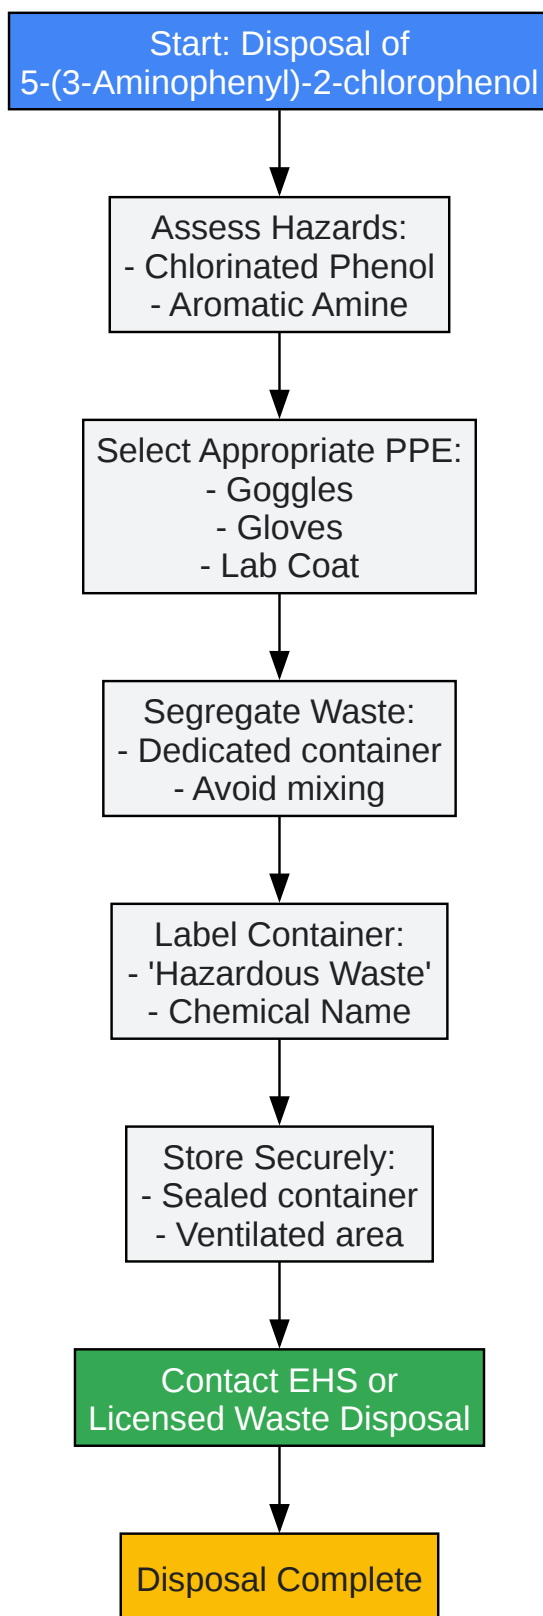 Start: Disposal of
5-(3-Aminophenyl)-2-chlorophenol
Assess Hazards:
- Chlorinated Phenol
- Aromatic Amine
Select Appropriate PPE:
- Goggles
- Gloves
- Lab Coat
Segregate Waste:
- Dedicated container
- Avoid mixing
Label Container:
- 'Hazardous Waste'
- Chemical Name
Store Securely:
- Sealed container
- Ventilated area
Contact EHS or
Licensed Waste Disposal
Disposal Complete